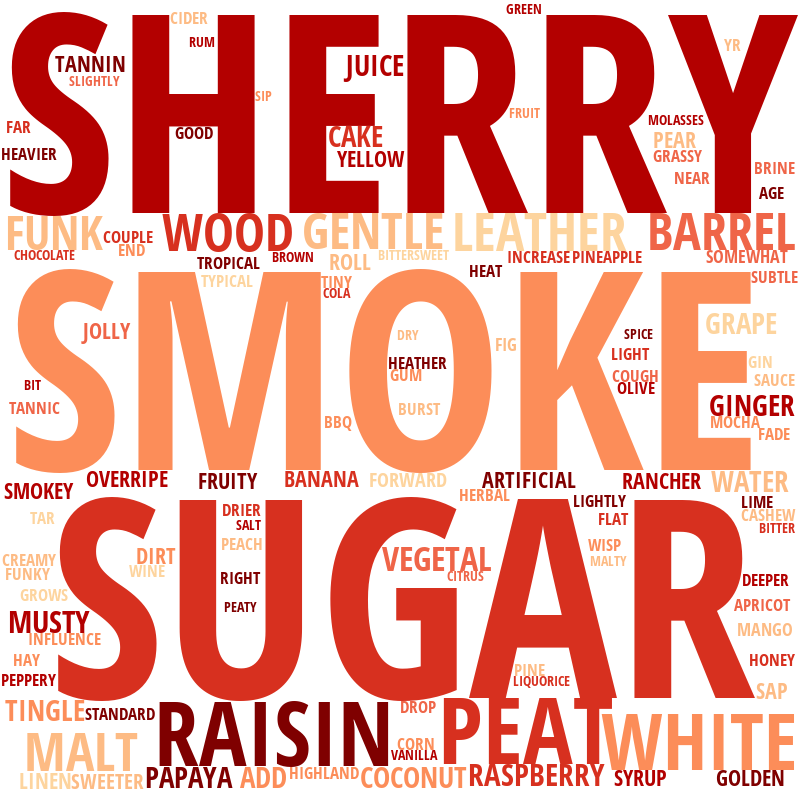 SHERRY
CIDER
GREEN
RUM
YR
TANNIN
JUICE
SLIGHTLY
SIP
FRUIT
MOLASSES
FAR
GOOD
CAKE
PEAR
HEAVIER
YELLOW
GRASSY
BRINE
NEAR
AGE
FUNK
COUPLE
WOOD
GENTLE
LEATHER
BARREL
END
CHOCOLATE
TROPICAL
BROWN
ROLL
BITTERSWEET
HEAT
INCREASE
PINEAPPLE
SOMEWHAT
SUBTLE
TYPICAL
TINY
COLA
SMOKE
JOLLY
DRY
FIG
SPICE
GRAPE
LIGHT
HEATHER
GUM
COUGH
OLIVE
GIN
SAUCE
BIT
TANNIC
BURST
BBQ
GINGER
MOCHA
FADE
SMOKEY
OVERRIPE
FRUITY
BANANA
FORWARD
ARTIFICIAL
RANCHER
WATER
HERBAL
LIGHTLY
LIME
SUGAR
TAR
DRIER
SALT
FLAT
CASHEW
BITTER
CREAMY
FUNKY
DIRT
WINE
PEACH
VEGETAL
CITRUS
WISP
MALTY
RIGHT
DEEPER
GROWS
PEATY
APRICOT
MUSTY
INFLUENCE
MANGO
HAY
PEPPERY
PINE
LIQUORICE
HONEY
SAP
TINGLE
STANDARD
RAISIN
DROP
PEAT
WHITE
MALT
CORN
VANILLA
LINEN
SWEETER
PAPAYA
ADD
HIGHLAND
COCONUT
RASPBERRY
SYRUP
GOLDEN